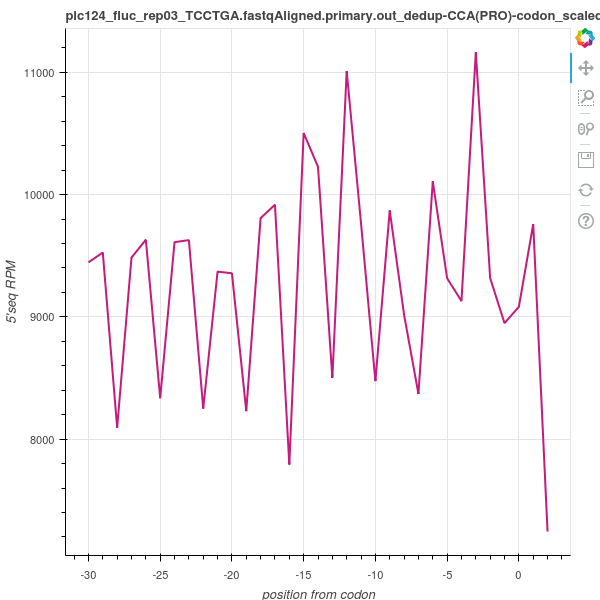 plc124_fluc_rep03_TCCTGA.fastqAligned.primary.out_dedup-CCA(PRO)-codon_scaled
11000
10000
9000
8000
5'seq RPM
-30 -25 -20 -15 -10 -5 0
position from codon